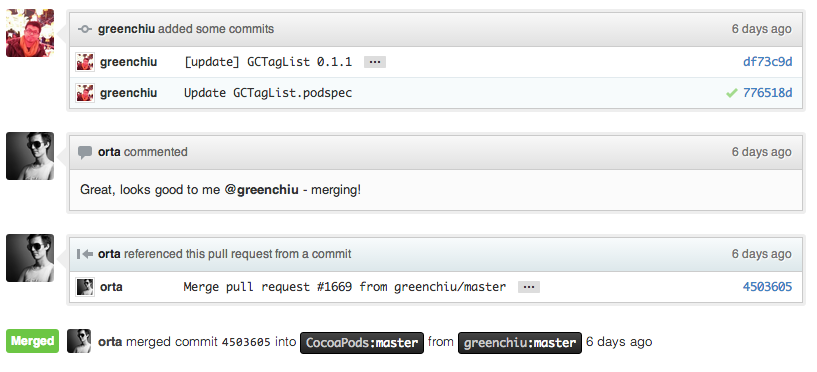 greenchiu added some commits 6 days ago
greenchiu [update] GCTagList 0.1.1 ... df73c9d
greenchiu Update GCTagList.podspec 776518d
orta commented 6 days ago
Great, looks good to me @greenchiu - merging!
orta referenced this pull request from a commit 6 days ago
orta Merge pull request #1669 from greenchiu/master ... 4503605
Merged orta merged commit 4503605 into CocoaPods:master from greenchiu:master 6 days ago